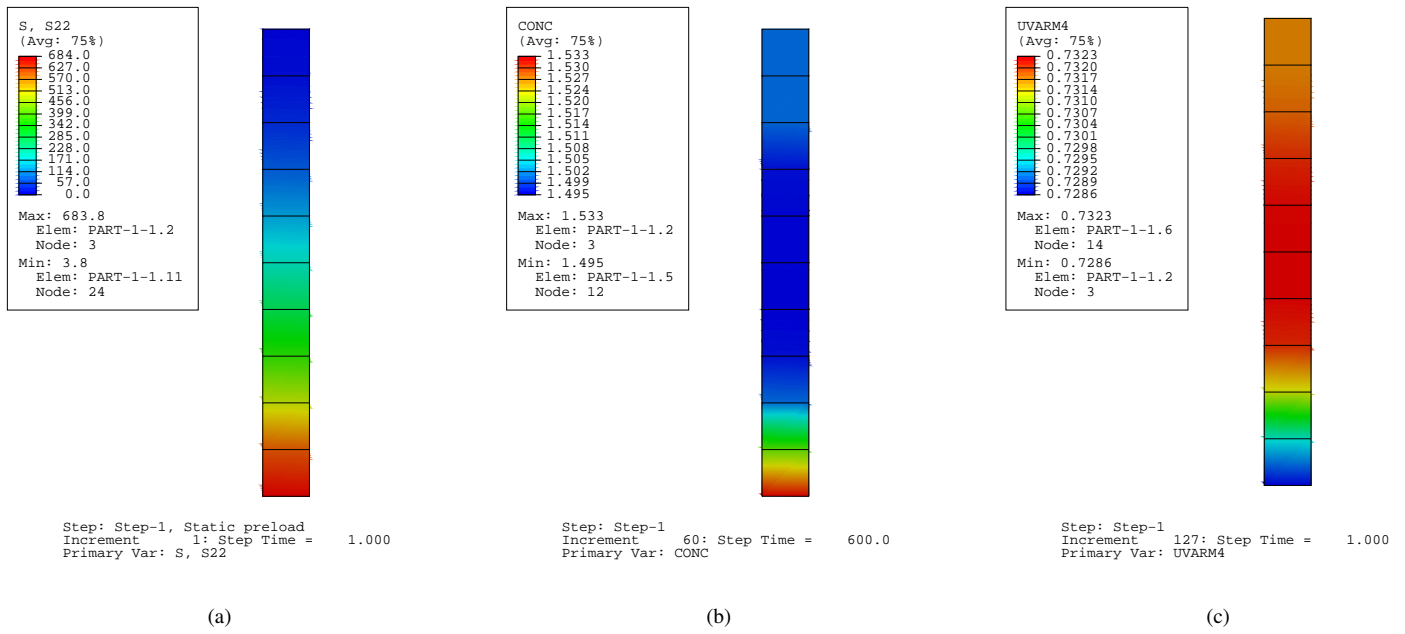 S, S22
(Avg: 75%)
684.0
627.0
570.0
513.0
456.0
399.0
342.0
285.0
228.0
171.0
114.0
57.0
0.0
Max: 683.8
Elem: PART-1-1.2
Node: 3
Min: 3.8
Elem: PART-1-1.11
Node: 24
Step: Step-1, Static preload
Increment 1: Step Time = 1.000
Primary Var: S, S22
(a)
CONC
(Avg: 75%)
1.533
1.530
1.527
1.524
1.520
1.517
1.514
1.511
1.508
1.505
1.502
1.499
1.495
Max: 1.533
Elem: PART-1-1.2
Node: 3
Min: 1.495
Elem: PART-1-1.5
Node: 12
Step: Step-1
Increment 60: Step Time = 600.0
Primary Var: CONC
(b)
UVARM4
(Avg: 75%)
0.7323
0.7320
0.7317
0.7314
0.7310
0.7307
0.7304
0.7301
0.7298
0.7295
0.7292
0.7289
0.7286
Max: 0.7323
Elem: PART-1-1.6
Node: 14
Min: 0.7286
Elem: PART-1-1.2
Node: 3
Step: Step-1
Increment 127: Step Time = 1.000
Primary Var: UVARM4
(c)